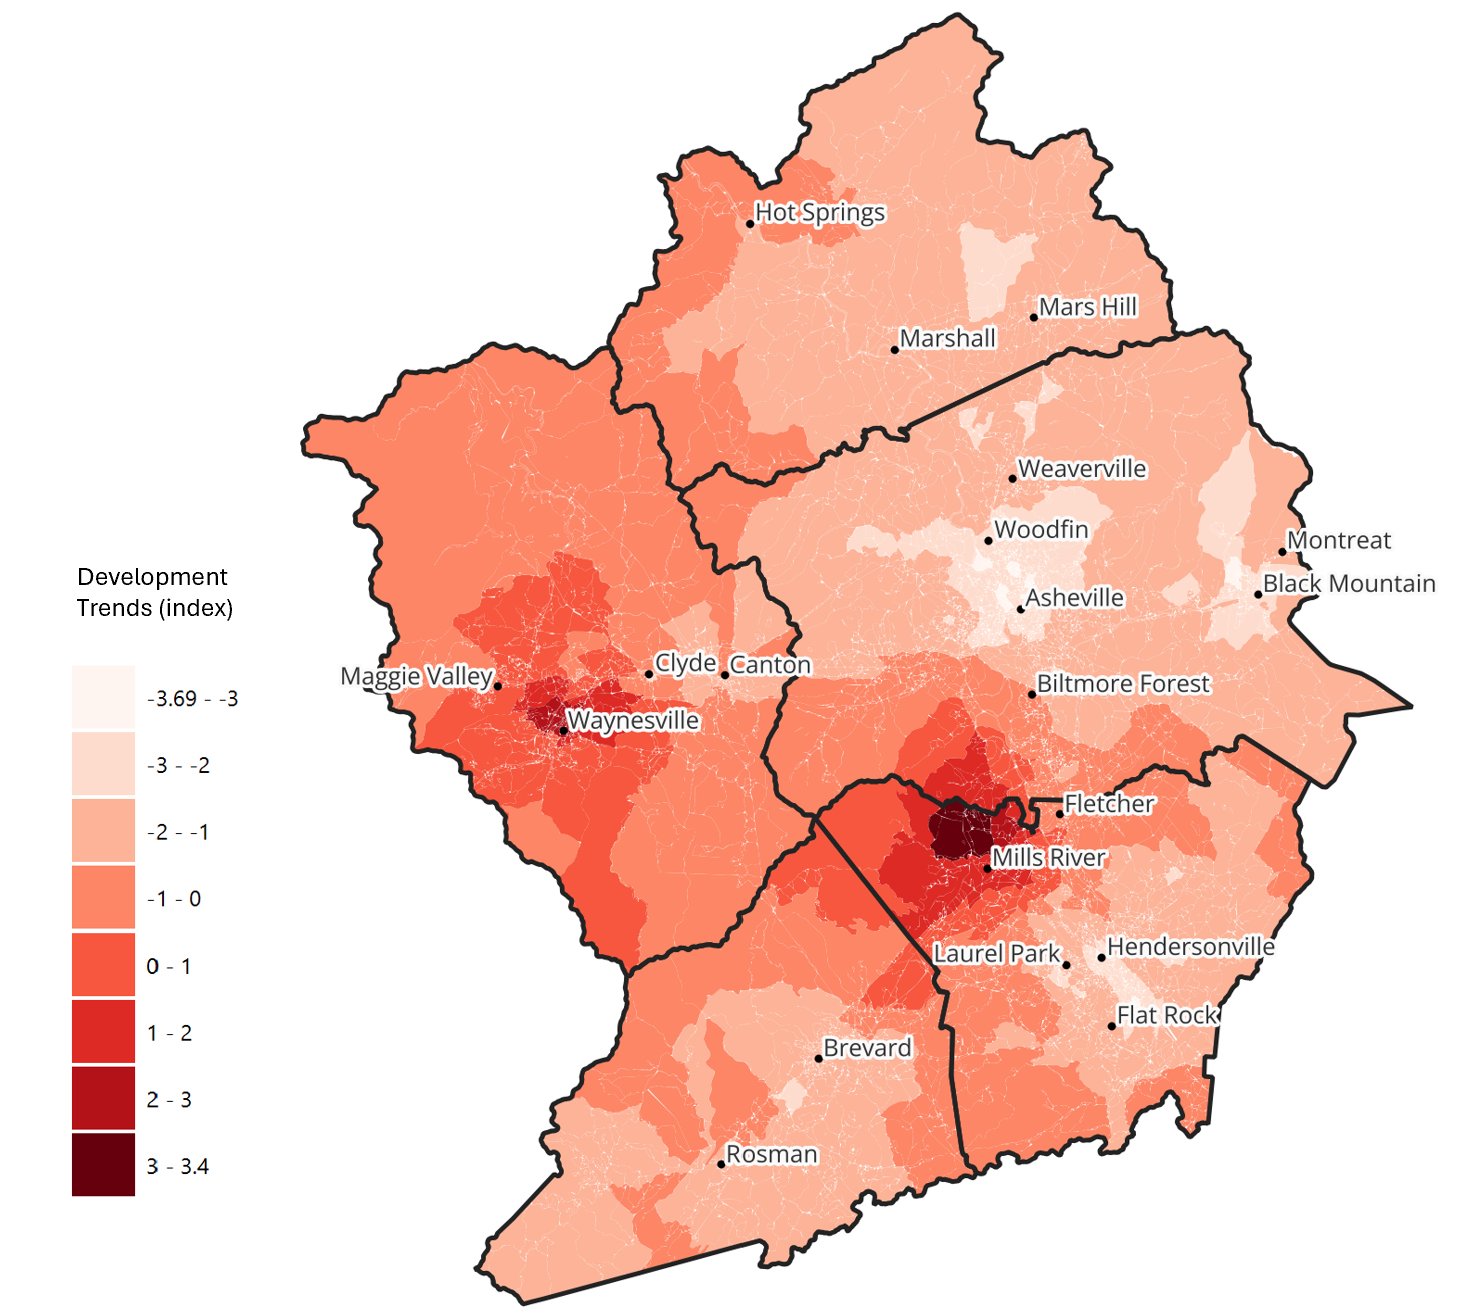 Hot Springs
Mars Hill
Marshall
Weaverville
Woodfin
Montreat
Black Mountain
Asheville
Clyde
Canton
Maggie Valley
Biltmore Forest
Waynesville
Fletcher
Mills River
Laurel Park
Hendersonville
Flat Rock
Brevard
Rosman
Development
Trends (index)
-3.69 - -3
-3 - -2
-2 - -1
-1 - 0
0 - 1
1 - 2
2 - 3
3 - 3.4